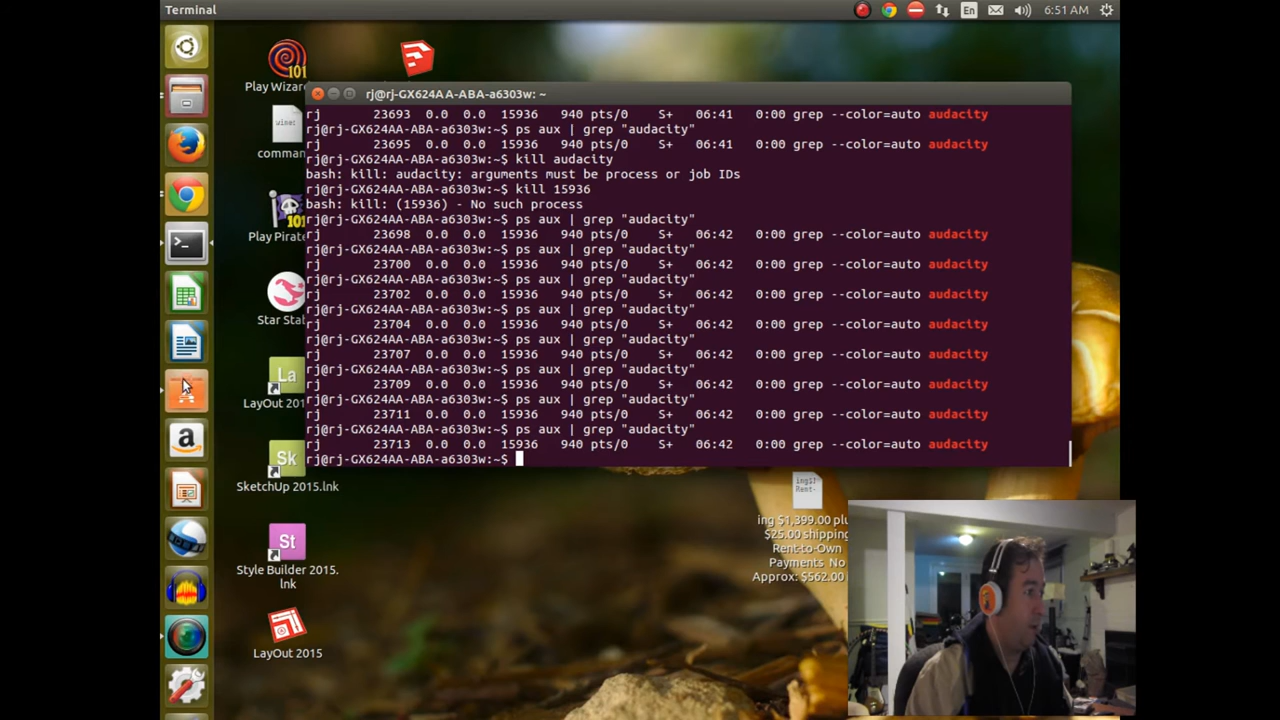 Terminal
En
6:51 AM
Play Wizar
101
comman
Play Pirate
101
Star Stab
La
LayOut 201
Sk
SketchUp 2015.lnk
St
Style Builder 2015.
lnk
LayOut 2015
rj@rj-GX624AA-ABA-a6303w: ~
rj 23693 0.0 0.0 15936 940 pts/0 S+ 06:41 0:00 grep --color=auto audacity
rj@rj-GX624AA-ABA-a6303w:~$ ps aux | grep "audacity"
rj 23695 0.0 0.0 15936 940 pts/0 S+ 06:41 0:00 grep --color=auto audacity
rj@rj-GX624AA-ABA-a6303w:~$ kill audacity
bash: kill: audacity: arguments must be process or job IDs
rj@rj-GX624AA-ABA-a6303w:~$ kill 15936
bash: kill: (15936) - No such process
rj@rj-GX624AA-ABA-a6303w:~$ ps aux | grep "audacity"
rj 23698 0.0 0.0 15936 940 pts/0 S+ 06:42 0:00 grep --color=auto audacity
rj@rj-GX624AA-ABA-a6303w:~$ ps aux | grep "audacity"
rj 23700 0.0 0.0 15936 940 pts/0 S+ 06:42 0:00 grep --color=auto audacity
rj@rj-GX624AA-ABA-a6303w:~$ ps aux | grep "audacity"
rj 23702 0.0 0.0 15936 940 pts/0 S+ 06:42 0:00 grep --color=auto audacity
rj@rj-GX624AA-ABA-a6303w:~$ ps aux | grep "audacity"
rj 23704 0.0 0.0 15936 940 pts/0 S+ 06:42 0:00 grep --color=auto audacity
rj@rj-GX624AA-ABA-a6303w:~$ ps aux | grep "audacity"
rj 23707 0.0 0.0 15936 940 pts/0 S+ 06:42 0:00 grep --color=auto audacity
rj@rj-GX624AA-ABA-a6303w:~$ ps aux | grep "audacity"
rj 23709 0.0 0.0 15936 940 pts/0 S+ 06:42 0:00 grep --color=auto audacity
rj@rj-GX624AA-ABA-a6303w:~$ ps aux | grep "audacity"
rj 23711 0.0 0.0 15936 940 pts/0 S+ 06:42 0:00 grep --color=auto audacity
rj@rj-GX624AA-ABA-a6303w:~$ ps aux | grep "audacity"
rj 23713 0.0 0.0 15936 940 pts/0 S+ 06:42 0:00 grep --color=auto audacity
rj@rj-GX624AA-ABA-a6303w:~$
ing $1,399.00 plu
$25.00 shipping
Rent-to-Own
Payments No
Approx: $562.00